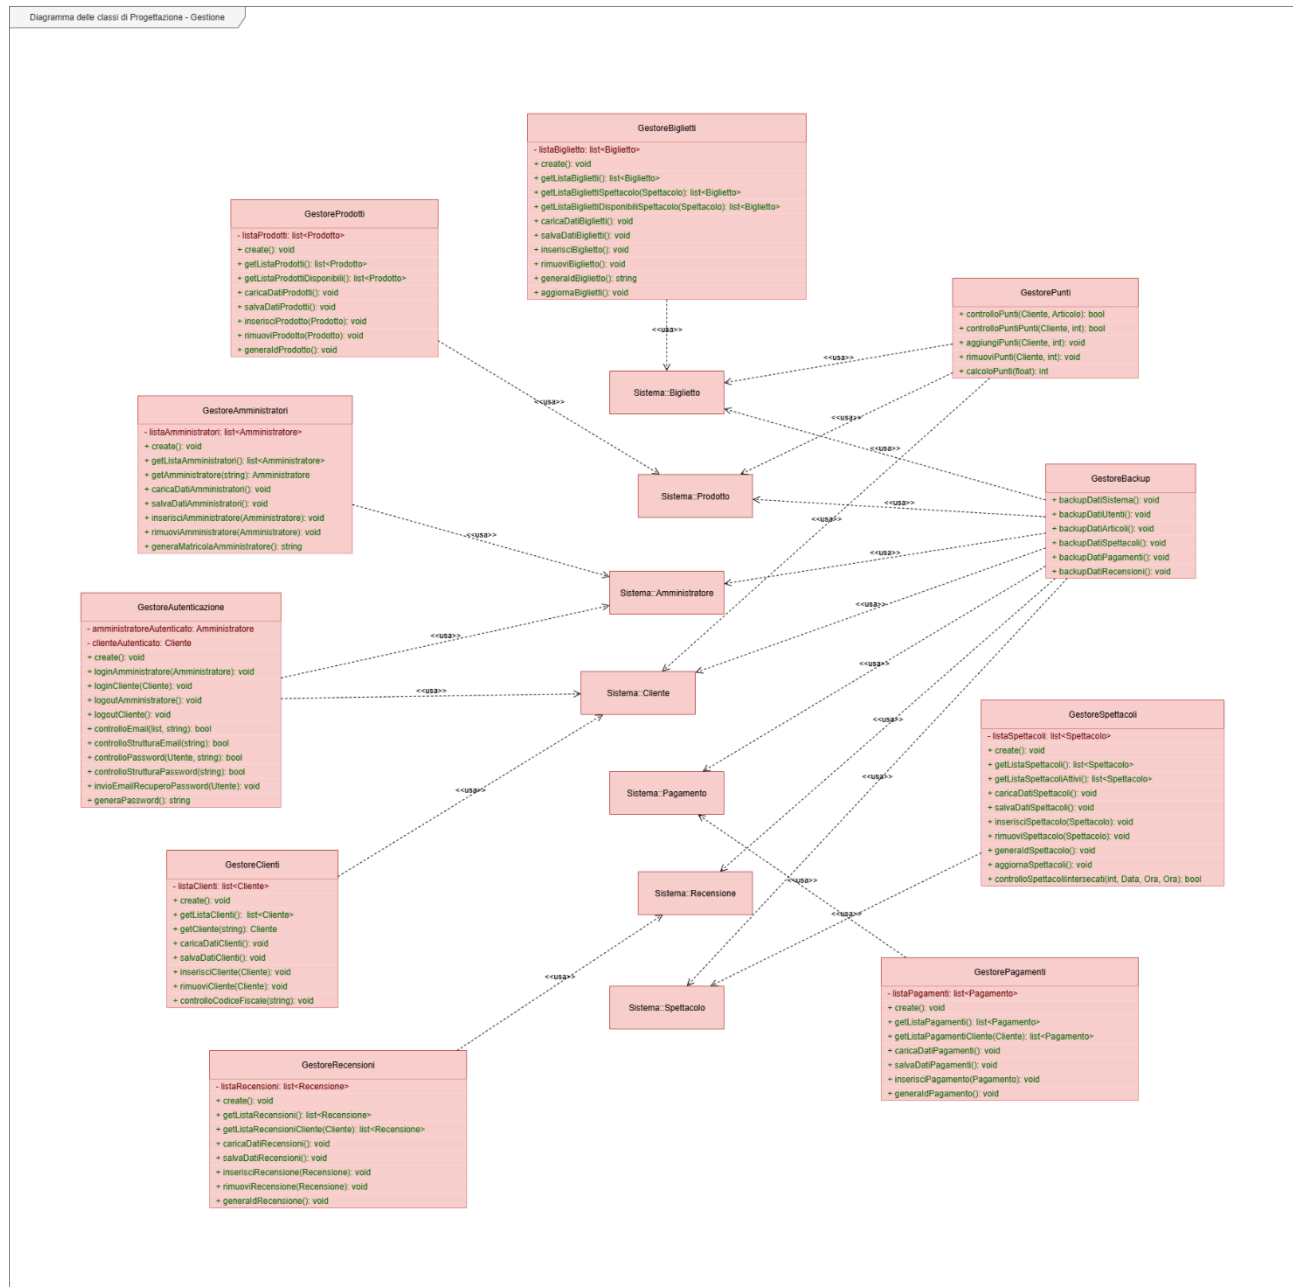 Diagramma delle classi di Progettazione - Gestione
GestoreBiglietti
- listaBiglietto: list<Biglietto>
+ create(): void
+ getListaBiglietti(): list<Biglietto>
+ getListaBigliettiSpettacolo(Spettacolo): list<Biglietto>
+ getListaBigliettiDisponibiliSpettacolo(Spettacolo): list<Biglietto>
+ caricaDatiBiglietti(): void
+ salvaDatiBiglietti(): void
+ inserisciBiglietto(): void
+ rimuoviBiglietto(): void
+ generaIdBiglietto(): string
+ aggiornaBiglietti(): void
GestoreProdotti
- listaProdotti: list<Prodotto>
+ create(): void
+ getListaProdotti(): list<Prodotto>
+ getListaProdottiDisponibili(): list<Prodotto>
+ caricaDatiProdotti(): void
+ salvaDatiProdotti(): void
+ inserisciProdotto(Prodotto): void
+ rimuoviProdotto(Prodotto): void
+ generaIdProdotto(): void
GestorePunti
+ controlloPunti(Cliente, Articolo): bool
+ controlloPuntiPunti(Cliente, int): bool
+ aggiungiPunti(Cliente, int): void
+ rimuoviPunti(Cliente, int): void
+ calcoloPunti(float): int
<<usa>>
<<usa>>
Sistema::Biglietto
<<usa>>
<<usa>>
GestoreAmministratori
- listaAmministratori: list<Amministratore>
+ create(): void
+ getListaAmministratori(): list<Amministratore>
+ getAmministratore(string): Amministratore
+ caricaDatiAmministratori(): void
+ salvaDatiAmministratori(): void
+ inserisciAmministratore(Amministratore): void
+ rimuoviAmministratore(Amministratore): void
+ generaMatricolaAmministratore(): string
<<usa>>
GestoreBackup
+ backupDatiSistema(): void
+ backupDatiUtenti(): void
+ backupDatiArticoli(): void
+ backupDatiSpettacoli(): void
+ backupDatiPagamenti(): void
+ backupDatiRecensioni(): void
Sistema::Prodotto
<<usa>>
<<usa>>
<<usa>>
<<usa>>
Sistema::Amministratore
GestoreAutenticazione
- amministratoreAutenticato: Amministratore
- clienteAutenticato: Cliente
+ create(): void
+ loginAmministratore(Amministratore): void
+ loginCliente(Cliente): void
+ logoutAmministratore(): void
+ logoutCliente(): void
+ controlloEmail(list, string): bool
+ controlloStrutturaEmail(string): bool
+ controlloPassword(Utente, string): bool
+ controlloStrutturaPassword(string): bool
+ invioEmailRecuperoPassword(Utente): void
+ generaPassword(): string
<<usa>>
<<usa>>
<<usa>>
<<usa>>
Sistema::Cliente
<<usa>>
<<usa>>
GestoreSpettacoli
- listaSpettacoli: list<Spettacolo>
+ create(): void
+ getListaSpettacoli(): list<Spettacolo>
+ getListaSpettacoliAttivi(): list<Spettacolo>
+ caricaDatiSpettacoli(): void
+ salvaDatiSpettacoli(): void
+ inserisciSpettacolo(Spettacolo): void
+ rimuoviSpettacolo(Spettacolo): void
+ generaIdSpettacolo(): void
+ aggiornaSpettacoli(): void
+ controlloSpettacoliIntersecati(int, Data, Ora, Ora): bool
<<usa>>
Sistema::Pagamento
GestoreClienti
- listaClienti: list<Cliente>
+ create(): void
+ getListaClienti():  list<Cliente>
+ getCliente(string): Cliente
+ caricaDatiClienti(): void
+ salvaDatiClienti(): void
+ inserisciCliente(Cliente): void
+ rimuoviCliente(Cliente): void
+ controlloCodiceFiscale(string): void
Sistema::Recensione
<<usa>>
<<usa>>
<<usa>>
Sistema::Spettacolo
GestorePagamenti
- listaPagamenti: list<Pagamento>
+ create(): void
+ getListaPagamenti(): list<Pagamento>
+ getListaPagamentiCliente(Cliente): list<Pagamento>
+ caricaDatiPagamenti(): void
+ salvaDatiPagamenti(): void
+ inserisciPagamento(Pagamento): void
+ generaIdPagamento(): void
GestoreRecensioni
- listaRecensioni: list<Recensione>
+ create(): void
+ getListaRecensioni(): list<Recensione>
+ getListaRecensioniCliente(Cliente): list<Recensione>
+ caricaDatiRecensioni(): void
+ salvaDatiRecensioni(): void
+ inserisciRecensione(Recensione): void
+ rimuoviRecensione(Recensione): void
+ generaIdRecensione(): void